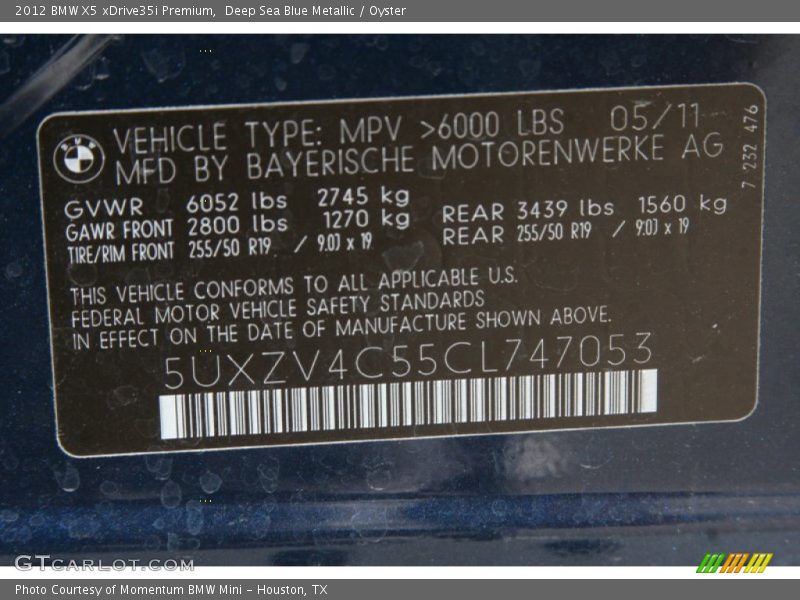 2012 BMW X5 xDrive35i Premium,  Deep Sea Blue Metallic / Oyster
VEHICLE TYPE: MPV >6000 LBS 05/11
MFD BY BAYERISCHE MOTORENWERKE AG
7 232 476
GVWR 6052 lbs 2745 kg
GAWR FRONT 2800 lbs 1270 kg REAR 3439 lbs 1560 kg
TIRE/RIM FRONT 255/50 R19 / 9.0J x 19 REAR 255/50 R19 / 9.0J x 19
THIS VEHICLE CONFORMS TO ALL APPLICABLE U.S.
FEDERAL MOTOR VEHICLE SAFETY STANDARDS
IN EFFECT ON THE DATE OF MANUFACTURE SHOWN ABOVE.
5UXZV4C55CL747053
GTCARLOT.COM
Photo Courtesy of Momentum BMW Mini - Houston, TX